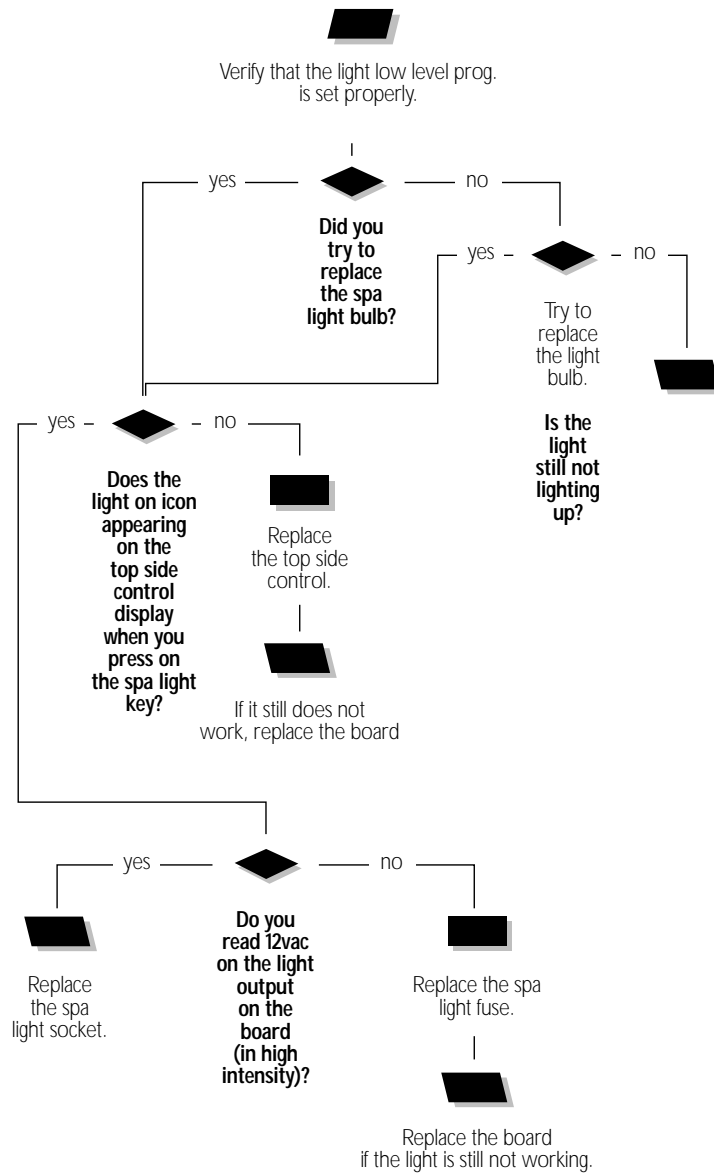 Verify that the light low level prog.
is set properly.
yes
no
Did you
try to
replace
the spa
light bulb?
yes
no
Try to
replace
the light
bulb.
Is the
light
still not
lighting
up?
yes
no
Does the
light on icon
appearing
on the
top side
control
display
when you
press on
the spa light
key?
Replace
the top side
control.
If it still does not
work, replace the board
yes
no
Do you
read 12vac
on the light
output
on the
board
(in high
intensity)?
Replace
the spa
light socket.
Replace the spa
light fuse.
Replace the board
if the light is still not working.